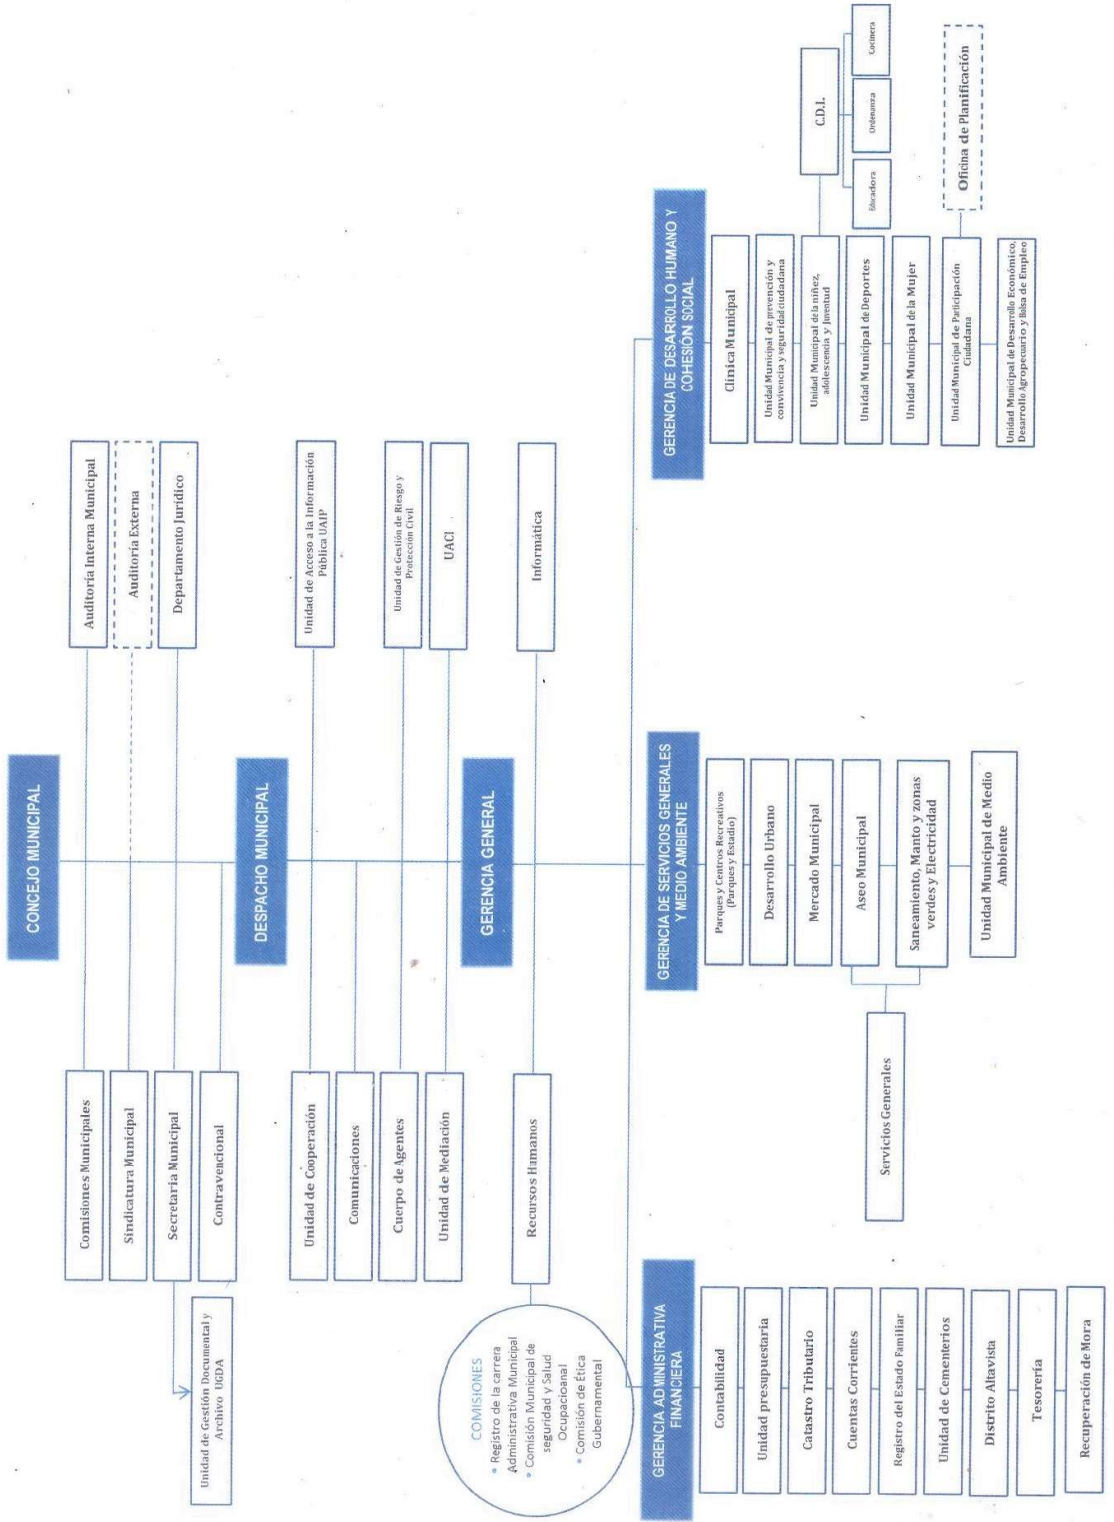 CONCEJO MUNICIPAL
Comisiones Municipales
Auditoría Interna Municipal
Sindicatura Municipal
Auditoría Externa
Secretaria Municipal
Departamento Jurídico
Contravencional
Unidad de Gestión Documental y
Archivo UGDA
DESPACHO MUNICIPAL
Unidad de Cooperación
Unidad de Acceso a la Información
Pública UAIP
Comunicaciones
Cuerpo de Agentes
Unidad de Gestión de Riesgo y
Protección Civil
Unidad de Mediación
UACI
GERENCIA GENERAL
Recursos Humanos
Informática
COMISIONES
• Registro de la carrera
Administrativa Municipal
• Comisión Municipal de
seguridad y Salud
Ocupacioanal
• Comisión de Ética
Gubernamental
GERENCIA ADMINISTRATIVA
FINANCIERA
Contabilidad
Unidad presupuestaria
Catastro Tributario
Cuentas Corrientes
Registro del Estado Familiar
Unidad de Cementerios
Distrito Altavista
Tesorería
Recuperación de Mora
GERENCIA DE SERVICIOS GENERALES
Y MEDIO AMBIENTE
Parques y Centros Recreativos
(Parques y Estadio)
Desarrollo Urbano
Mercado Municipal
Aseo Municipal
Saneamiento, Manto y zonas
verdes y Electricidad
Unidad Municipal de Medio
Ambiente
Servicios Generales
GERENCIA DE DESARROLLO HUMANO Y
COHESIÓN SOCIAL
Clínica Municipal
Unidad Municipal de prevención y
convivencia y seguridad ciudadana
Unidad Municipal de la niñez,
adolescencia y juventud
Unidad Municipal de Deportes
Unidad Municipal de la Mujer
Unidad Municipal de Participación
Ciudadana
Unidad Municipal de Desarrollo Económico,
Desarrollo Agropecuario y Bolsa de Empleo
C.D.I.
Educadora
Ordenanza
Cocinera
Oficina de Planificación